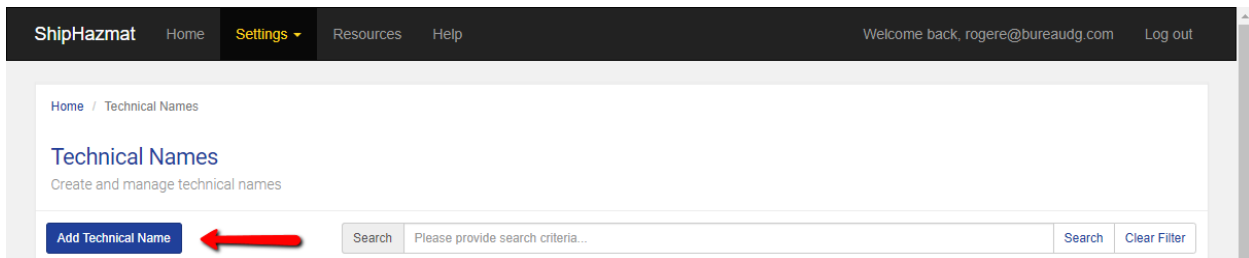 ShipHazmat Home Settings Resources Help Welcome back, rogere@bureaudg.com Log out
Home / Technical Names
Technical Names
Create and manage technical names
Add Technical Name Search Please provide search criteria... Search Clear Filter